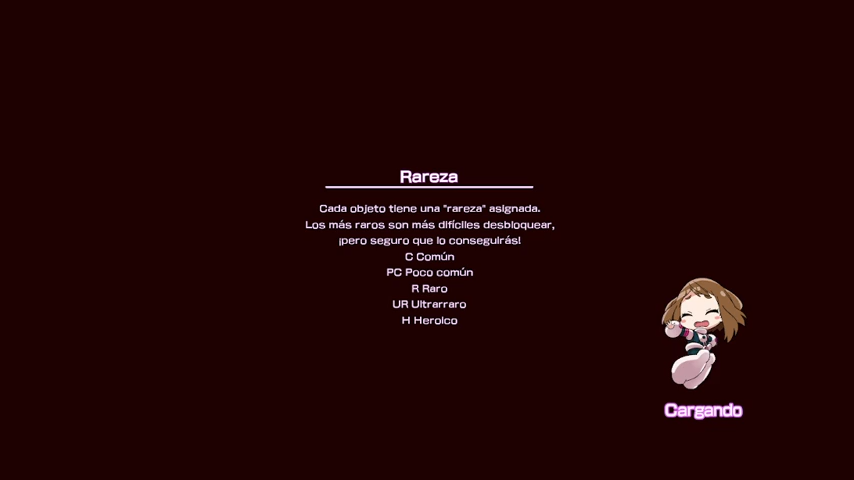 Rareza
Cada objeto tiene una "rareza" asignada.
Los más raros son más difíciles desbloquear,
¡pero seguro que lo conseguirás!
C Común
PC Poco común
R Raro
UR Ultrarraro
H Heroico
Cargando